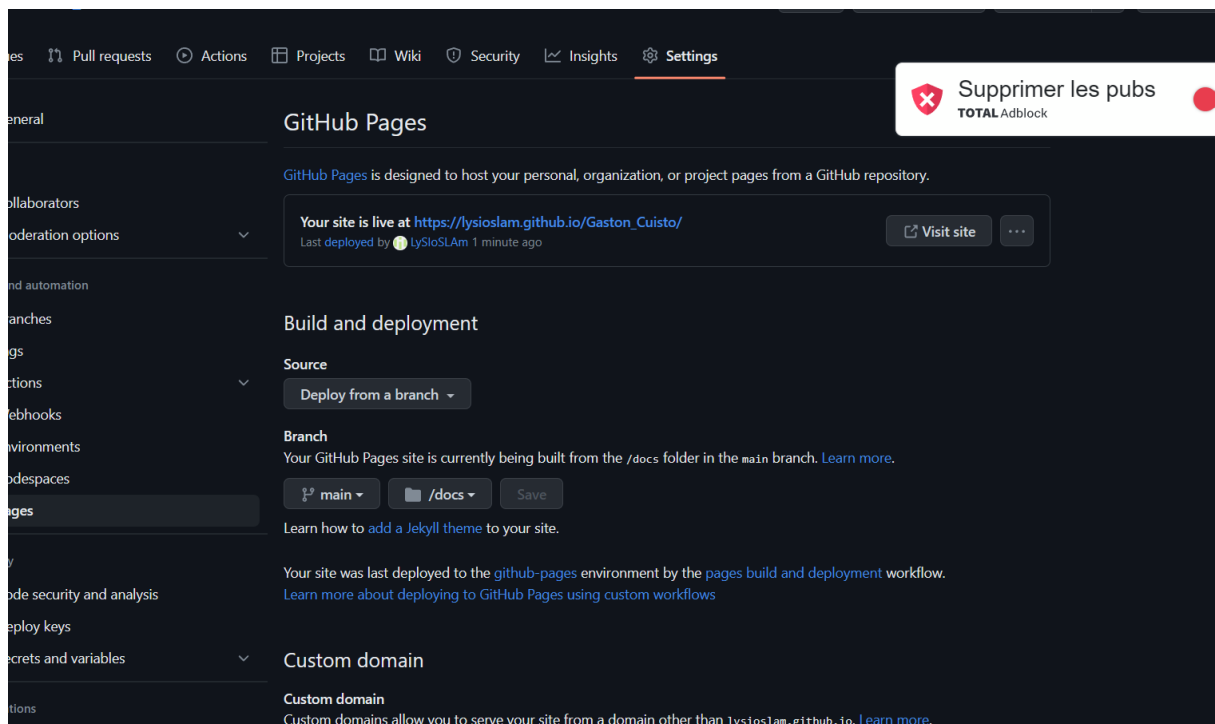 Pull requests Actions Projects Wiki Security Insights Settings
Supprimer les pubs
TOTAL Adblock
GitHub Pages
GitHub Pages is designed to host your personal, organization, or project pages from a GitHub repository.
Your site is live at https://lysioslam.github.io/Gaston_Cuisto/
Last deployed by LySIoSLAm 1 minute ago
Visit site
eneral
ollaborators
oderation options
nd automation
ranches
gs
ctions
ebhooks
nvironments
odespaces
ages
y
ode security and analysis
eploy keys
ecrets and variables
tions
Build and deployment
Source
Deploy from a branch
Branch
Your GitHub Pages site is currently being built from the /docs folder in the main branch. Learn more.
main /docs Save
Learn how to add a Jekyll theme to your site.
Your site was last deployed to the github-pages environment by the pages build and deployment workflow.
Learn more about deploying to GitHub Pages using custom workflows
Custom domain
Custom domain
Custom domains allow you to serve your site from a domain other than lysioslam.github.io. Learn more.